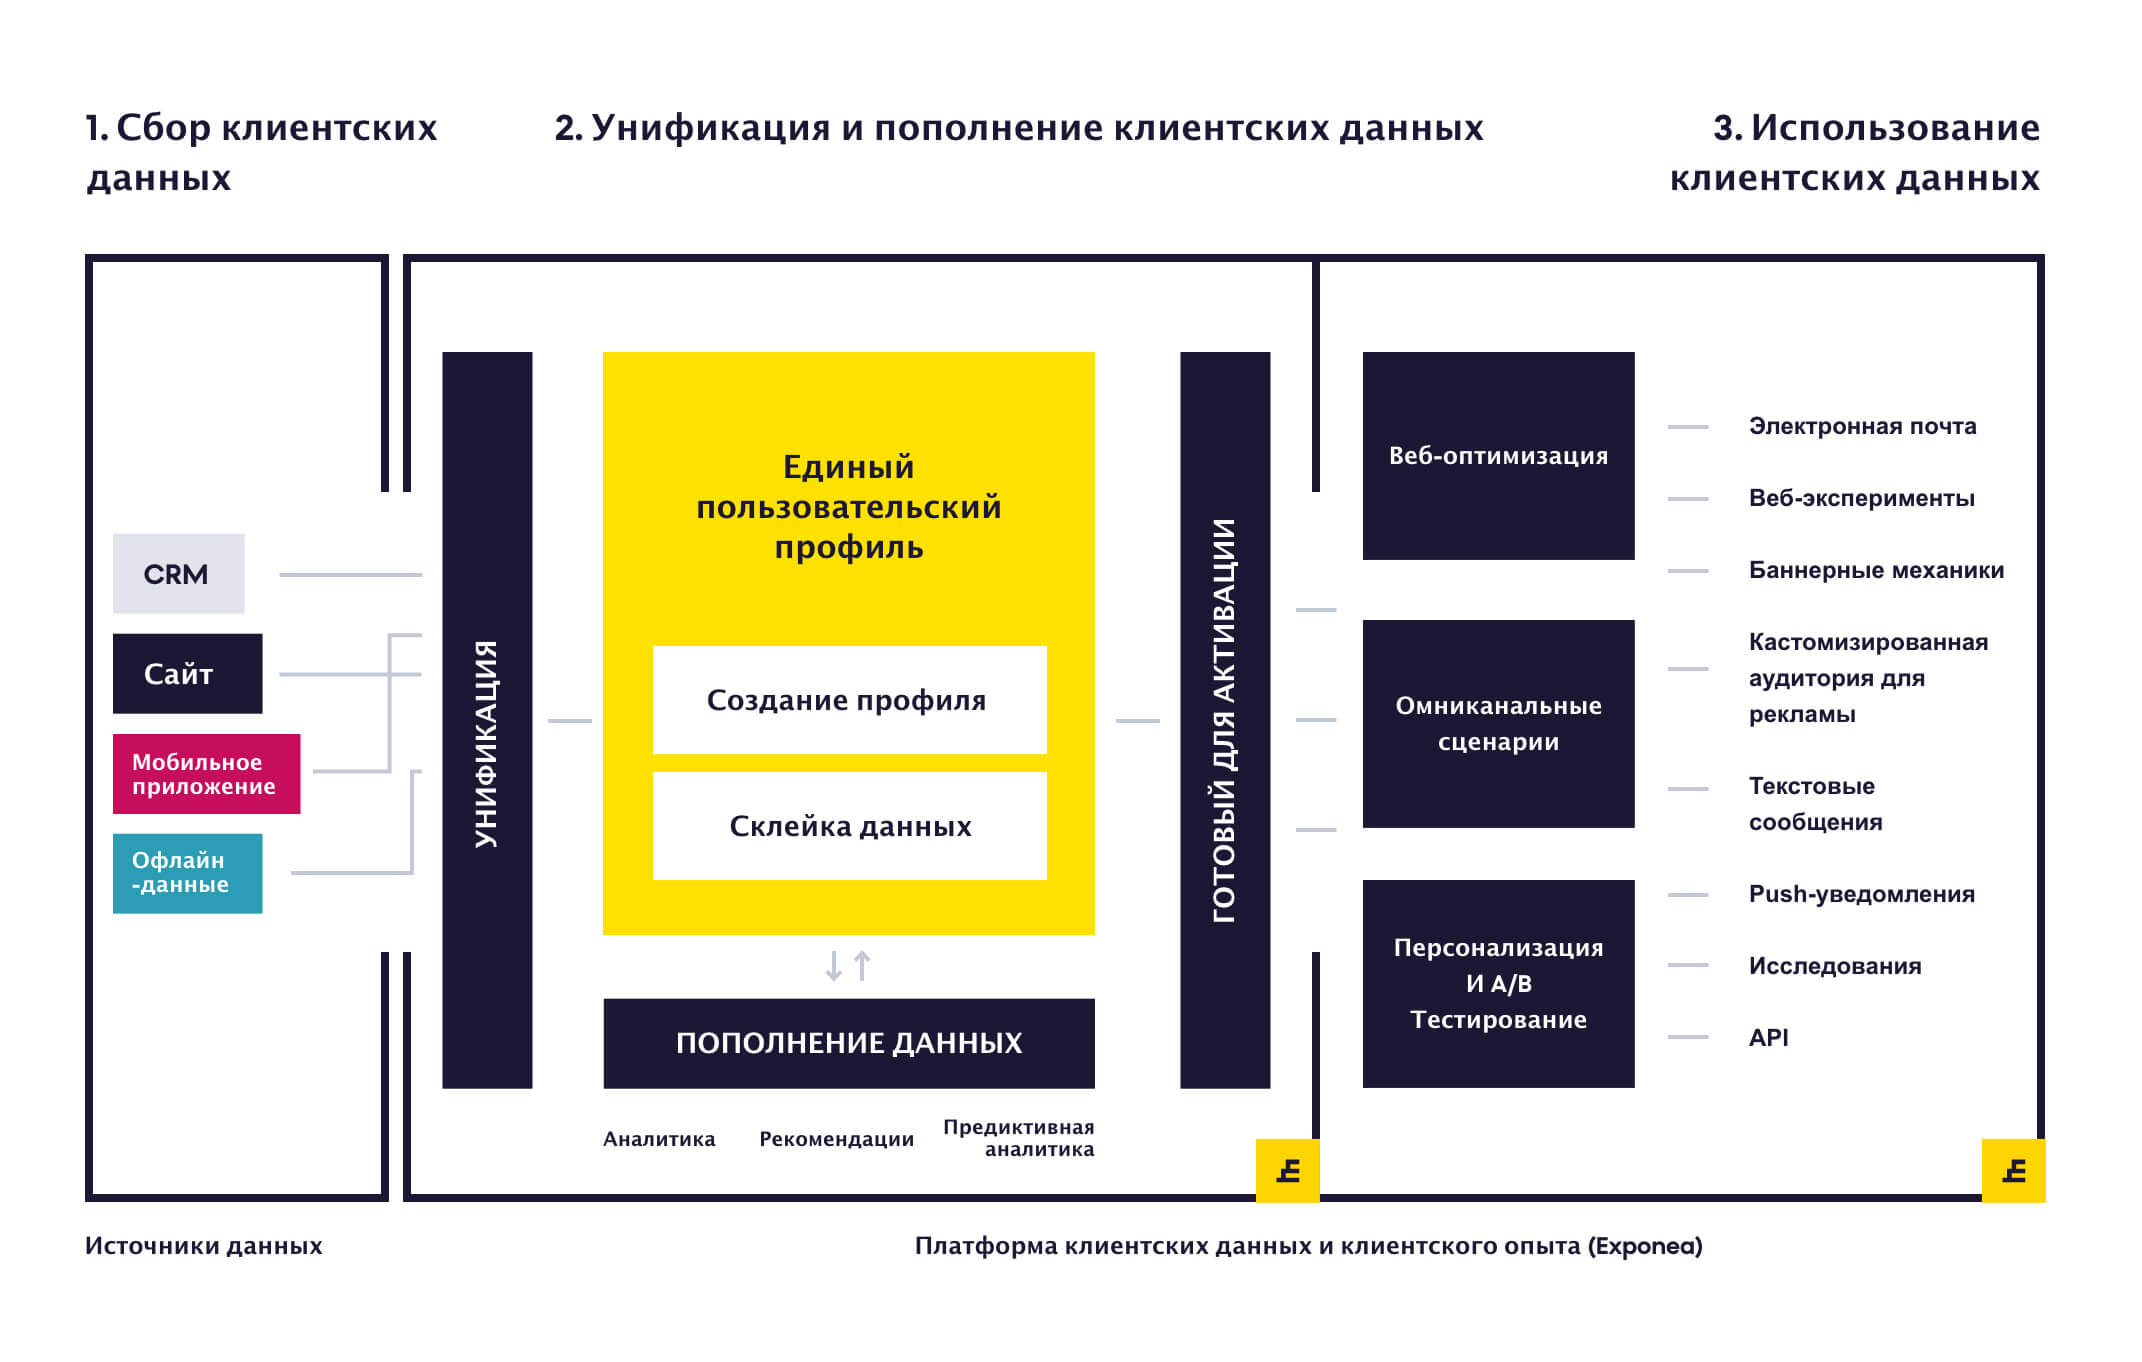 1. Сбор клиентских
данных
2. Унификация и пополнение клиентских данных
3. Использование
клиентских данных
CRM
Сайт
Мобильное
приложение
Офлайн
-данные
УНИФИКАЦИЯ
Единый
пользовательский
профиль
Создание профиля
Склейка данных
ПОПОЛНЕНИЕ ДАННЫХ
Аналитика
Рекомендации
Предиктивная
аналитика
ГОТОВЫЙ ДЛЯ АКТИВАЦИИ
Веб-оптимизация
Омниканальные
сценарии
Персонализация
И A/B
Тестирование
Электронная почта
Веб-эксперименты
Баннерные механики
Кастомизированная
аудитория для
рекламы
Текстовые
сообщения
Push-уведомления
Исследования
API
Источники данных
Платформа клиентских данных и клиентского опыта (Exponea)